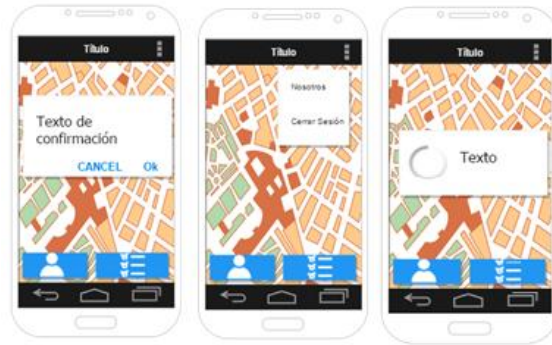 Título
Texto de
confirmación
CANCEL Ok
Título
Nosotros
Cerrar Sesión
Título
Texto